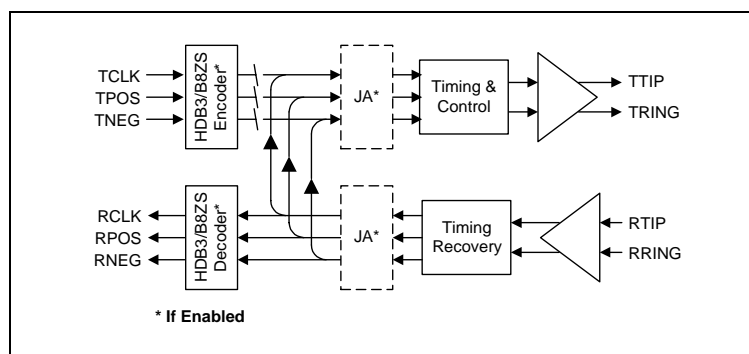 TCLK
TPOS
TNEG
HDB3/B8ZS
Encoder*
JA*
Timing &
Control
TTIP
TRING
RCLK
RPOS
RNEG
HDB3/B8ZS
Decoder*
JA*
Timing
Recovery
RTIP
RRING
* If Enabled